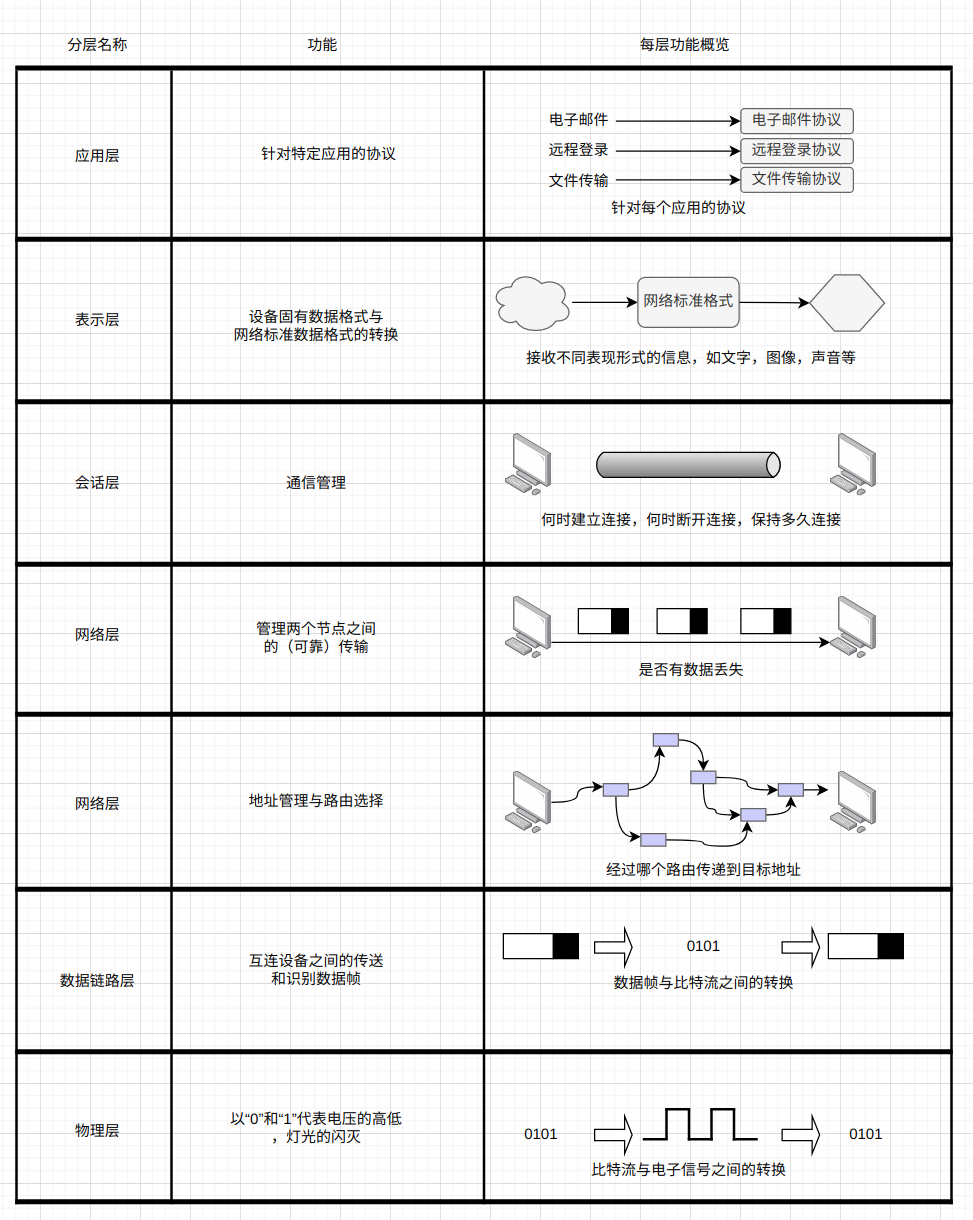 分层名称
功能
每层功能概览
应用层
针对特定应用的协议
电子邮件
电子邮件协议
远程登录
远程登录协议
文件传输
文件传输协议
针对每个应用的协议
表示层
设备固有数据格式与
网络标准数据格式的转换
网络标准格式
接收不同表现形式的信息，如文字，图像，声音等
会话层
通信管理
何时建立连接，何时断开连接，保持多久连接
网络层
管理两个节点之间
的（可靠）传输
是否有数据丢失
网络层
地址管理与路由选择
经过哪个路由传递到目标地址
数据链路层
互连设备之间的传送
和识别数据帧
0101
数据帧与比特流之间的转换
物理层
以“0”和“1”代表电压的高低
，灯光的闪灭
0101
0101
比特流与电子信号之间的转换